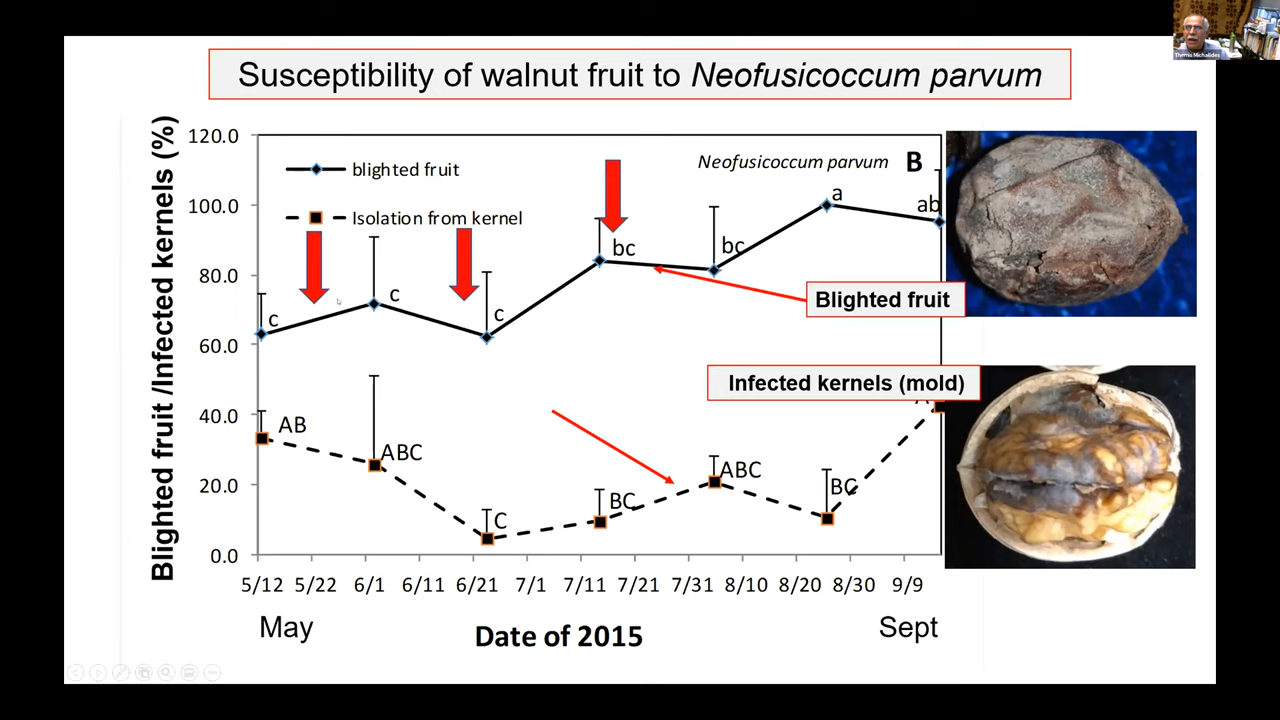 Themis Michailides
Susceptibility of walnut fruit to Neofusicoccum parvum
Blighted fruit /Infected kernels (%)
120.0
100.0
80.0
60.0
40.0
20.0
0.0
blighted fruit
Isolation from kernel
Neofusicoccum parvum B
c
c
c
bc
bc
a
ab
Blighted fruit
Infected kernels (mold)
AB
ABC
C
BC
ABC
BC
5/12 5/22 6/1 6/11 6/21 7/1 7/11 7/21 7/31 8/10 8/20 8/30 9/9
May
Date of 2015
Sept